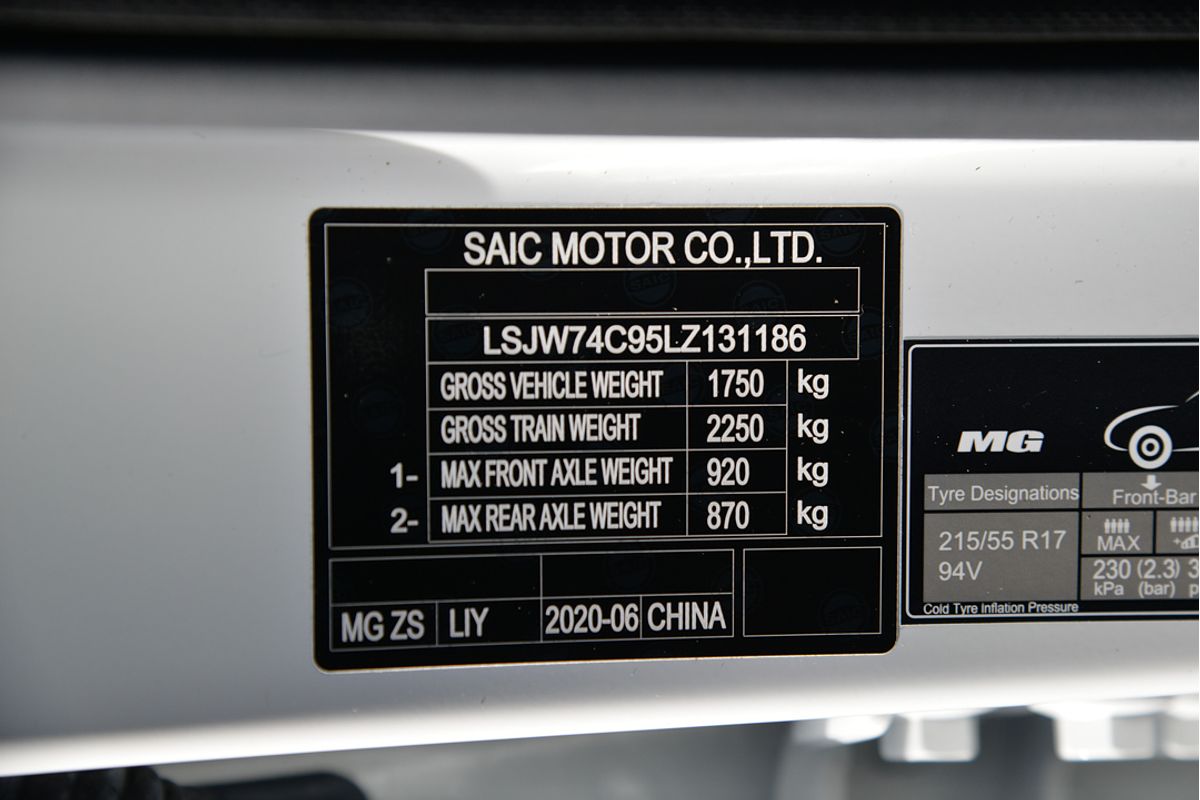 SAIC MOTOR CO.,LTD.
LSJW74C95LZ131186
GROSS VEHICLE WEIGHT 1750 kg
GROSS TRAIN WEIGHT 2250 kg
1- MAX FRONT AXLE WEIGHT 920 kg
2- MAX REAR AXLE WEIGHT 870 kg
MG ZS LIY 2020-06 CHINA
MG
Tyre Designations Front-Bar
215/55 R17
94V
MAX
230 (2.3) 3
kPa (bar) p
Cold Tyre Inflation Pressure